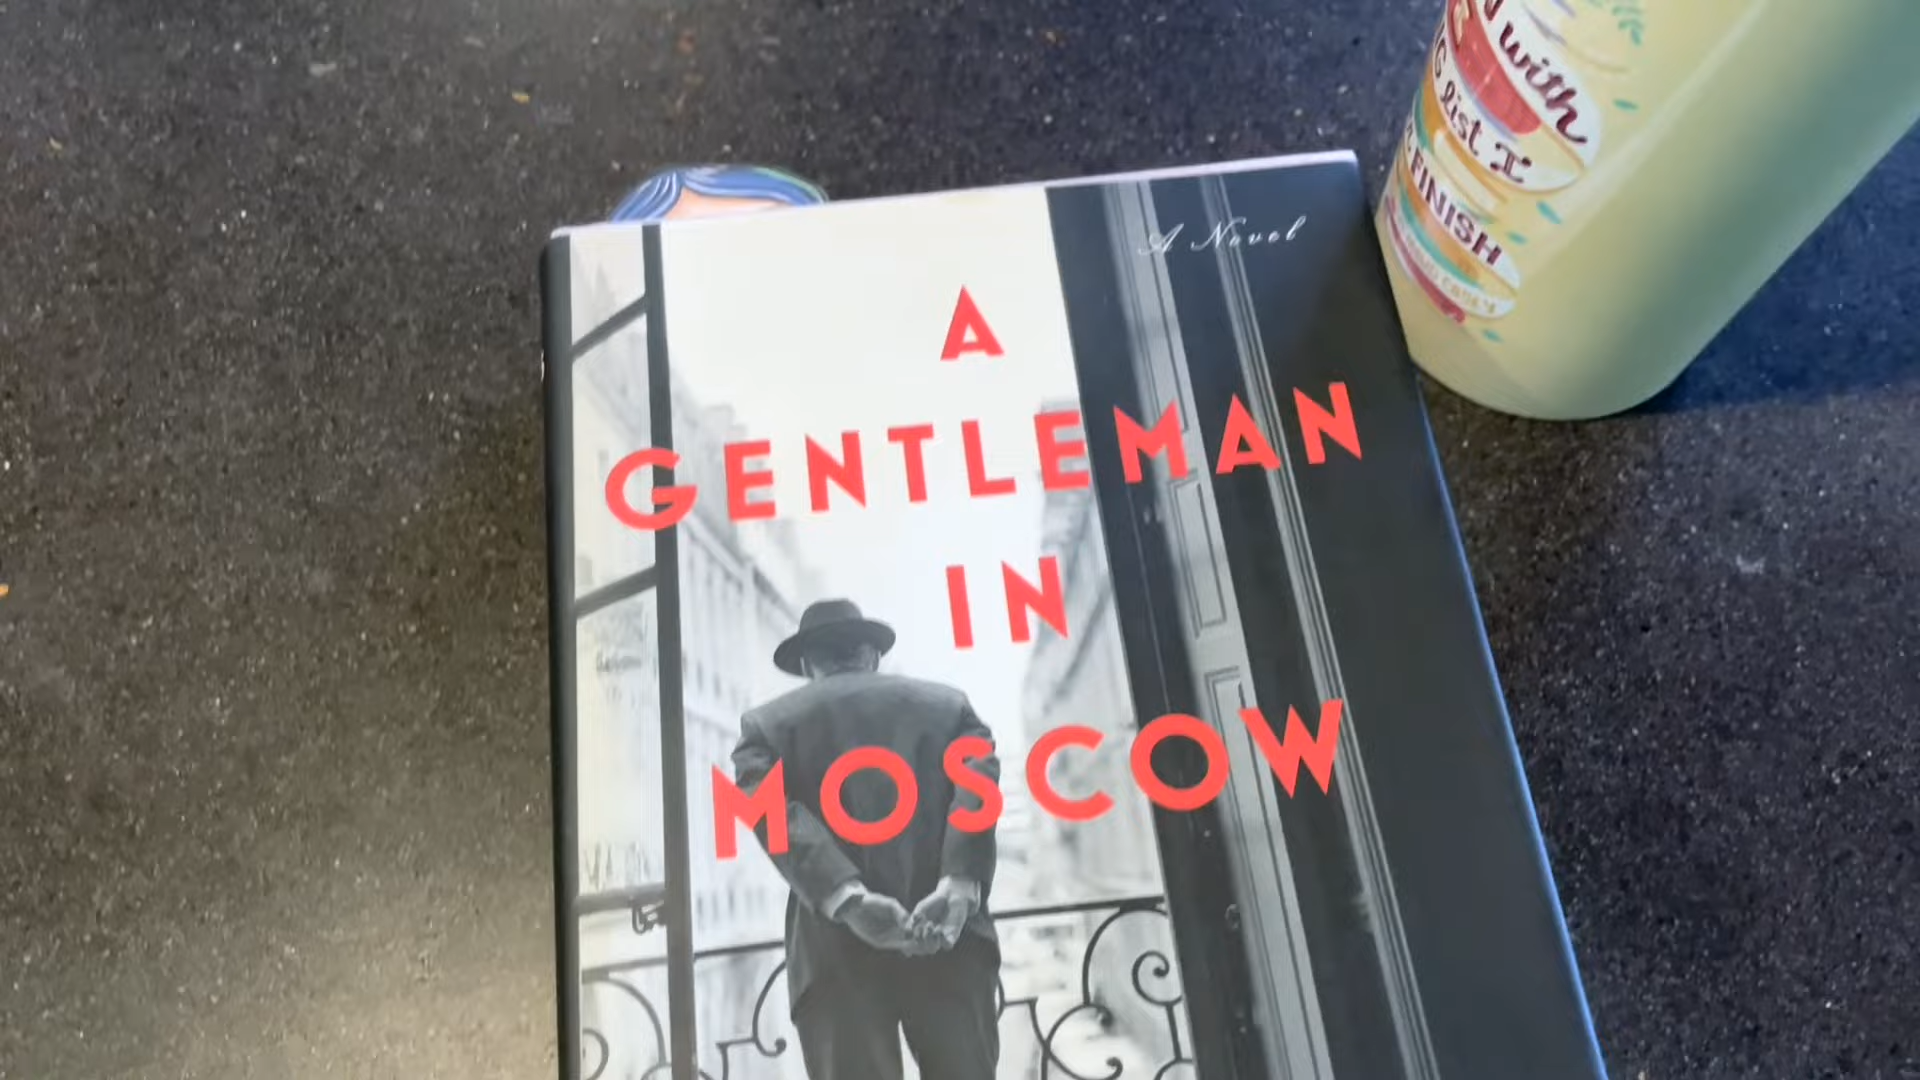 A Novel
A
GENTLEMAN
IN
MOSCOW
with
list I
FINISH